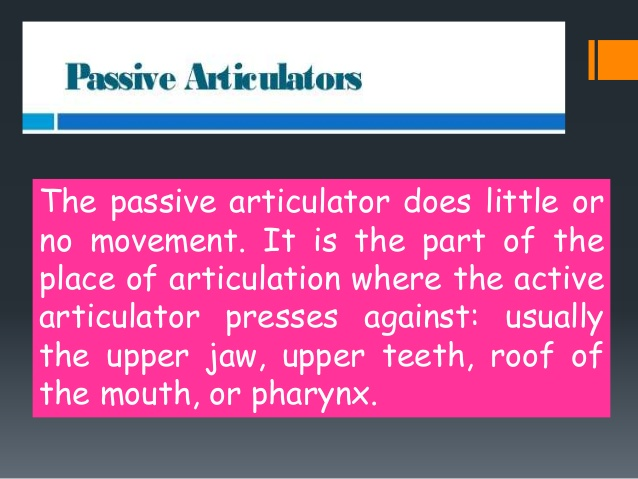 Passive Articulators
The passive articulator does little or
no movement. It is the part of the
place of articulation where the active
articulator presses against: usually
the upper jaw, upper teeth, roof of
the mouth, or pharynx.